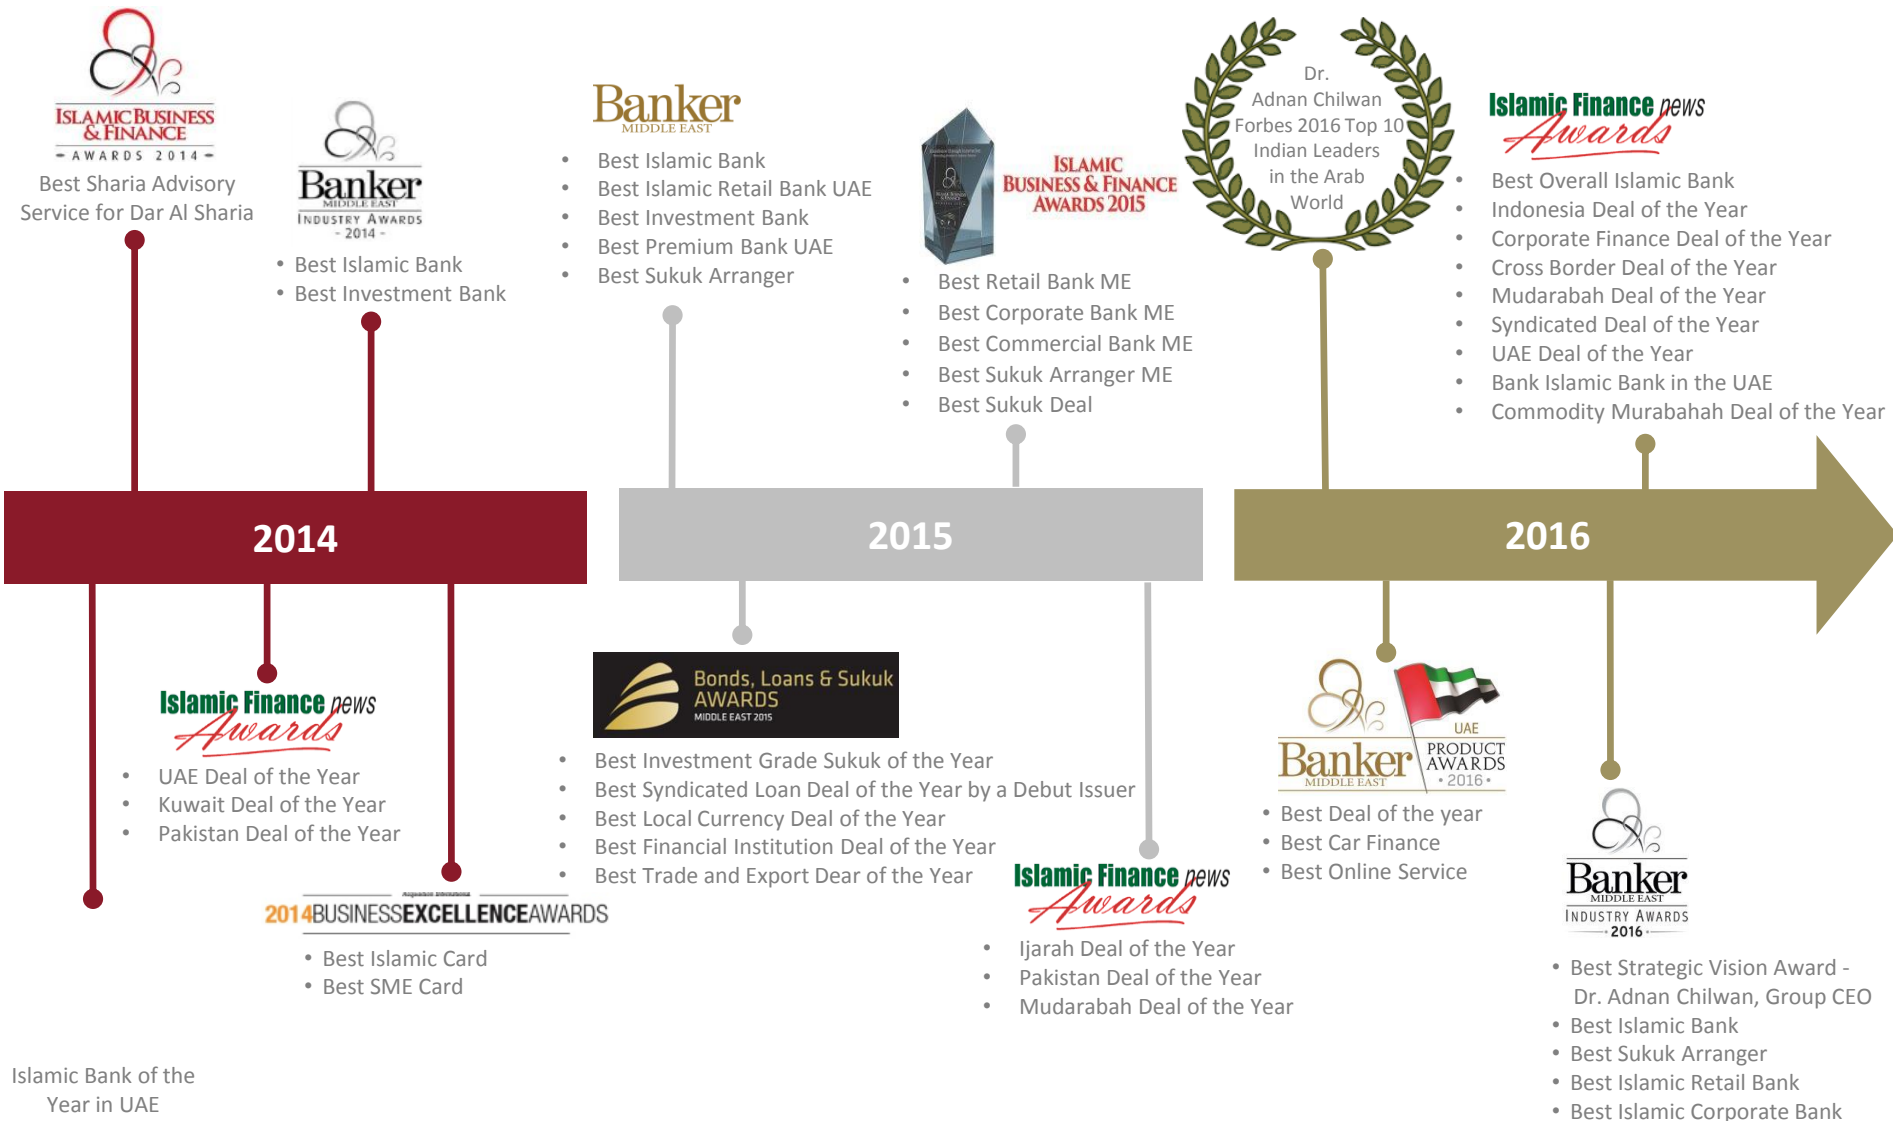 ISLAMIC BUSINESS
& FINANCE
AWARDS 2014
Best Sharia Advisory
Service for Dar Al Sharia
Banker
MIDDLE EAST
INDUSTRY AWARDS
- 2014 -
• Best Islamic Bank
• Best Investment Bank
Banker
MIDDLE EAST
• Best Islamic Bank
• Best Islamic Retail Bank UAE
• Best Investment Bank
• Best Premium Bank UAE
• Best Sukuk Arranger
ISLAMIC
BUSINESS & FINANCE
AWARDS 2015
• Best Retail Bank ME
• Best Corporate Bank ME
• Best Commercial Bank ME
• Best Sukuk Arranger ME
• Best Sukuk Deal
Dr.
Adnan Chilwan
Forbes 2016 Top 10
Indian Leaders
in the Arab
World
Islamic Finance news
Awards
• Best Overall Islamic Bank
• Indonesia Deal of the Year
• Corporate Finance Deal of the Year
• Cross Border Deal of the Year
• Mudarabah Deal of the Year
• Syndicated Deal of the Year
• UAE Deal of the Year
• Bank Islamic Bank in the UAE
• Commodity Murabahah Deal of the Year
2014
2015
2016
Islamic Finance news
Awards
• UAE Deal of the Year
• Kuwait Deal of the Year
• Pakistan Deal of the Year
2014BUSINESSEXCELLENCEAWARDS
• Best Islamic Card
• Best SME Card
Islamic Bank of the
Year in UAE
Bonds, Loans & Sukuk
AWARDS
MIDDLE EAST 2015
• Best Investment Grade Sukuk of the Year
• Best Syndicated Loan Deal of the Year by a Debut Issuer
• Best Local Currency Deal of the Year
• Best Financial Institution Deal of the Year
• Best Trade and Export Dear of the Year
Islamic Finance news
Awards
• Ijarah Deal of the Year
• Pakistan Deal of the Year
• Mudarabah Deal of the Year
Banker
MIDDLE EAST
UAE
PRODUCT
AWARDS
• 2016 •
• Best Deal of the year
• Best Car Finance
• Best Online Service
Banker
MIDDLE EAST
INDUSTRY AWARDS
2016
• Best Strategic Vision Award -
Dr. Adnan Chilwan, Group CEO
• Best Islamic Bank
• Best Sukuk Arranger
• Best Islamic Retail Bank
• Best Islamic Corporate Bank